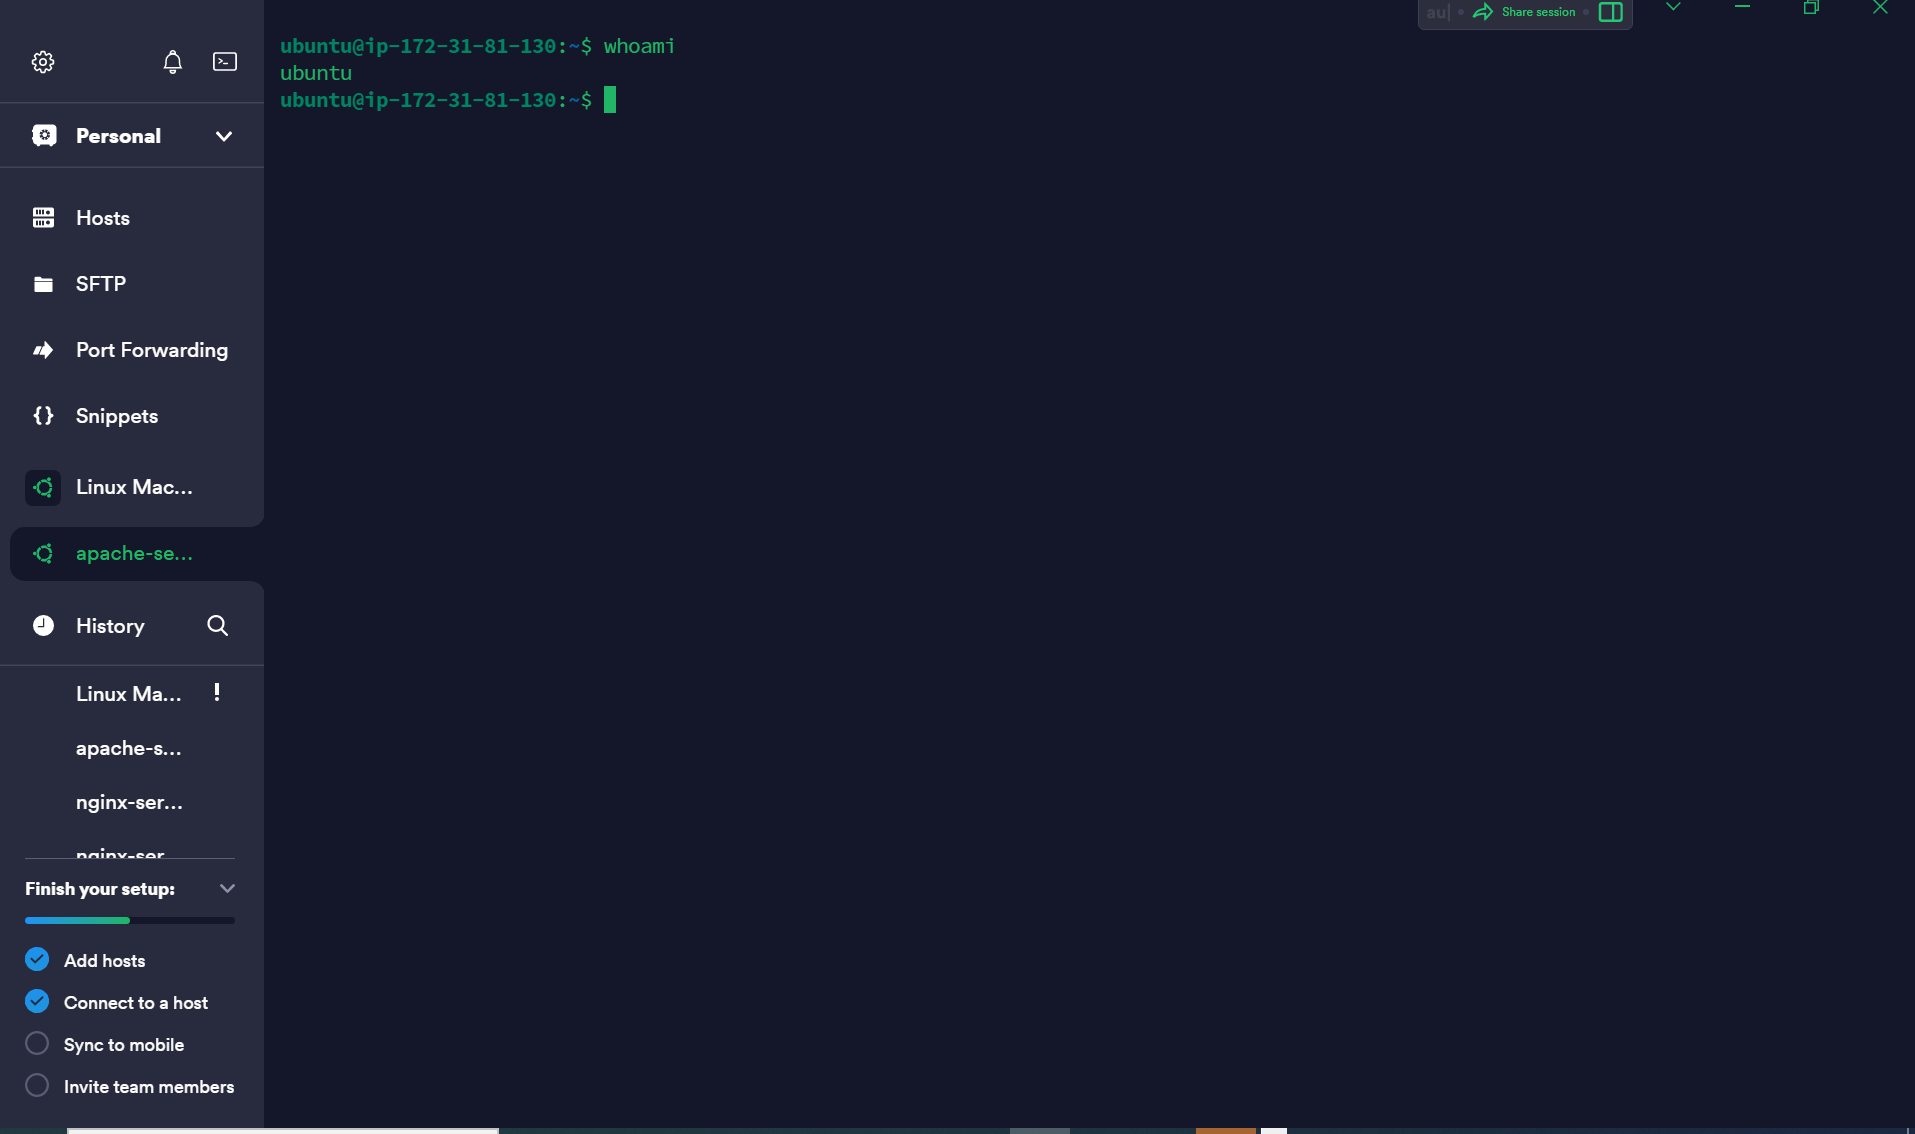 Personal
Hosts
SFTP
Port Forwarding
Snippets
Linux Mac...
apache-se...
History
Linux Ma... !
apache-s...
nginx-ser...
nginx-ser
Finish your setup:
Add hosts
Connect to a host
Sync to mobile
Invite team members
au| • Share session •
ubuntu@ip-172-31-81-130:~$ whoami
ubuntu
ubuntu@ip-172-31-81-130:~$